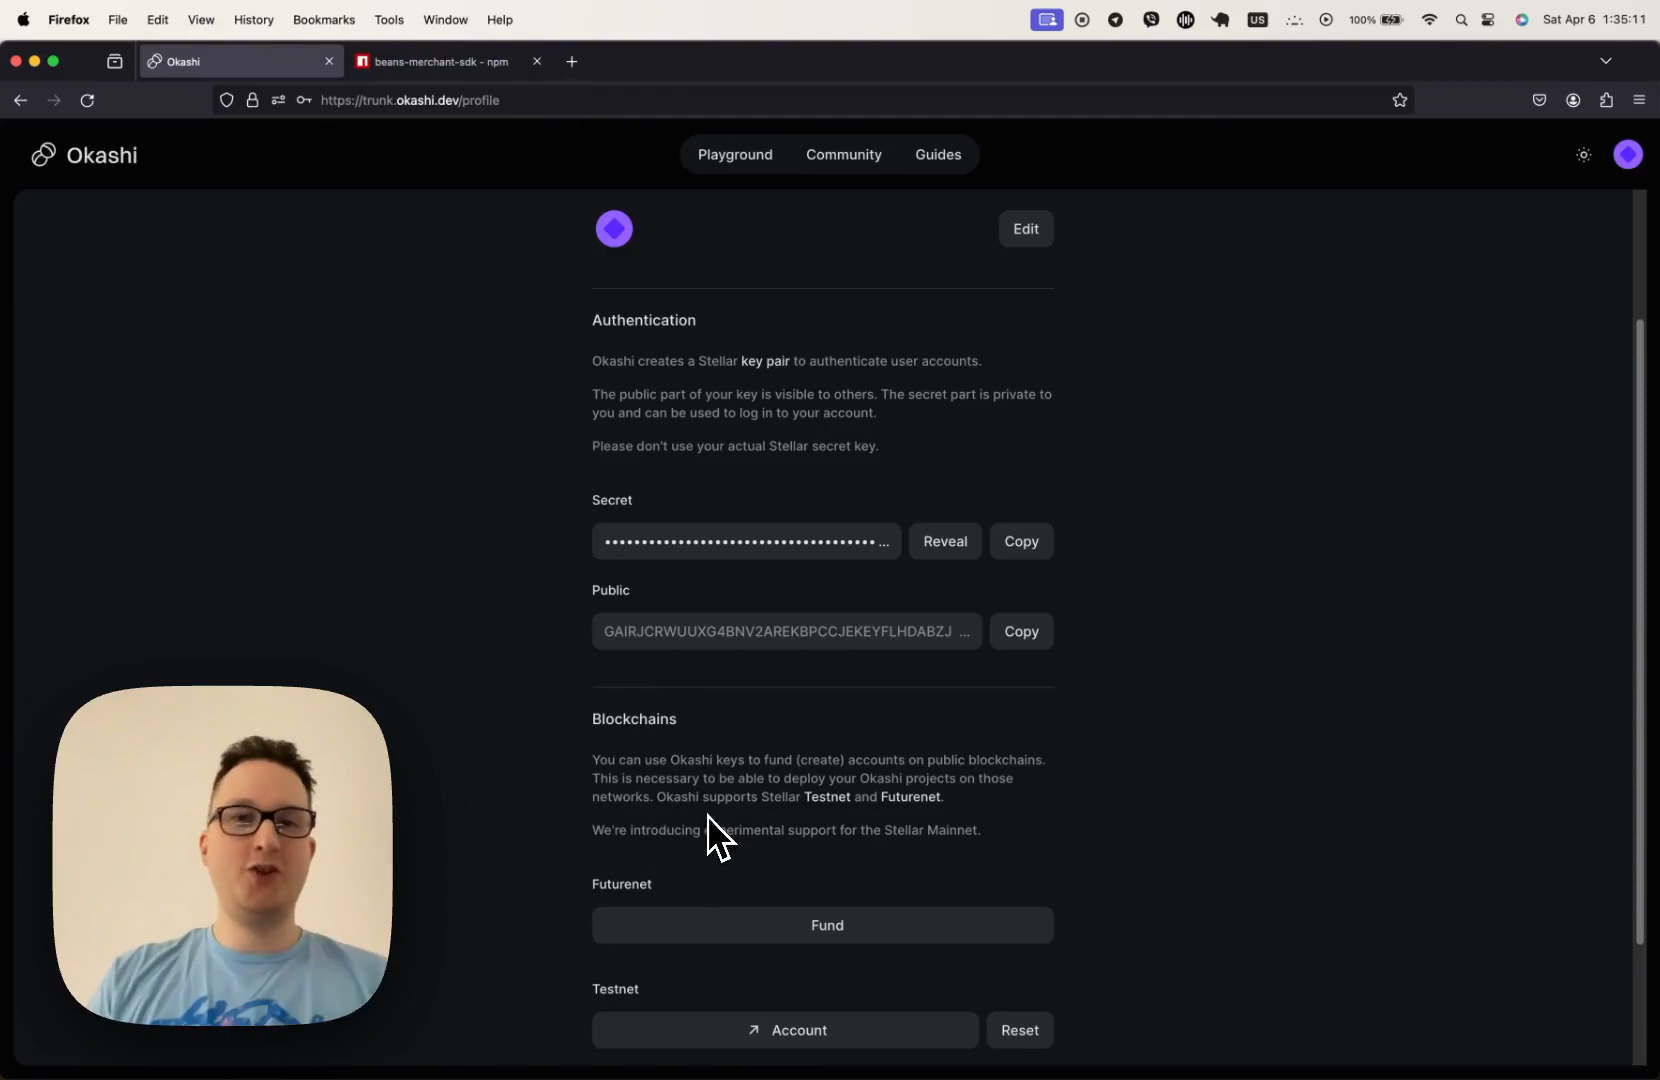 Firefox File Edit View History Bookmarks Tools Window Help US 100% Sat Apr 6 1:35:11
Okashi beans-merchant-sdk - npm
https://trunk.okashi.dev/profile
Okashi Playground Community Guides
Edit
Authentication
Okashi creates a Stellar key pair to authenticate user accounts.
The public part of your key is visible to others. The secret part is private to
you and can be used to log in to your account.
Please don't use your actual Stellar secret key.
Secret
Reveal Copy
Public
GAIRJCRWUUXG4BNV2AREKBPCCJEKEYFLHDABZJ ... Copy
Blockchains
You can use Okashi keys to fund (create) accounts on public blockchains.
This is necessary to be able to deploy your Okashi projects on those
networks. Okashi supports Stellar Testnet and Futurenet.
We're introducing experimental support for the Stellar Mainnet.
Futurenet
Fund
Testnet
Account Reset